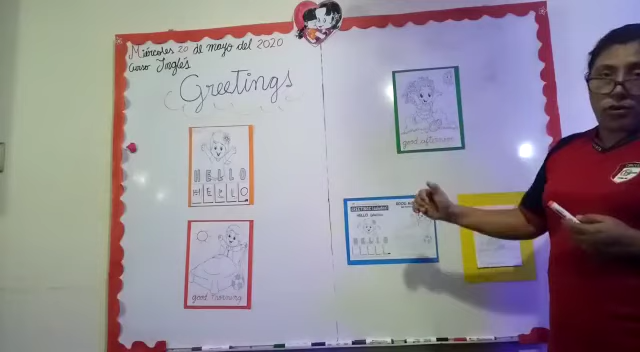 Miércoles 20 de mayo del 2020
Curso Inglés
Greetings
HELLO
HELLO
good morning
good afternoon
HELLO